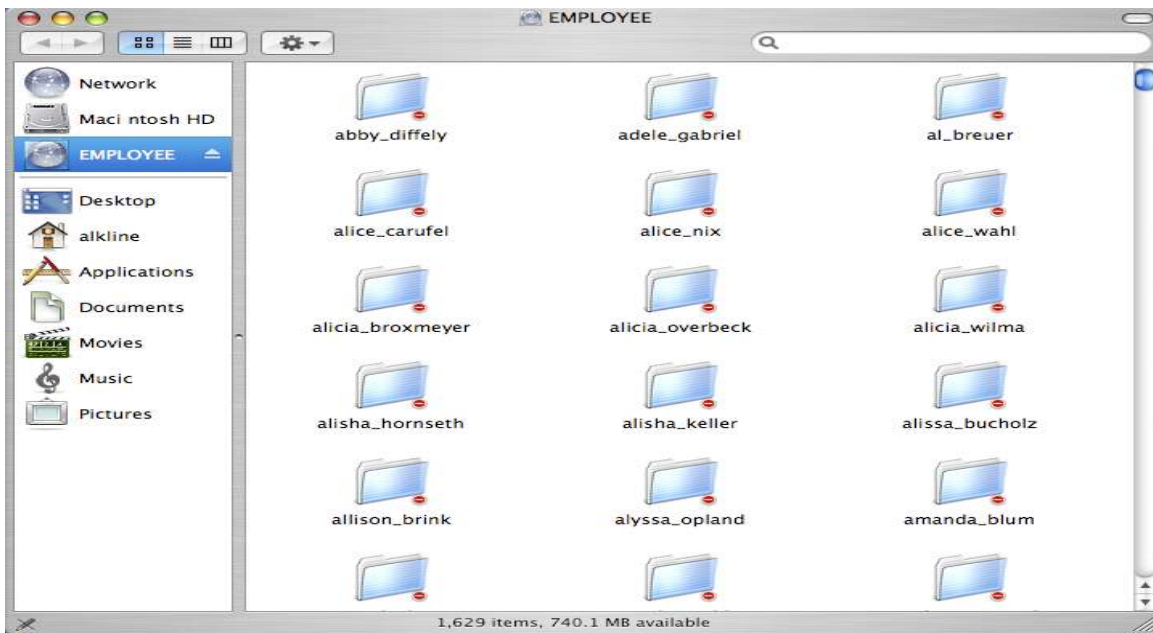 EMPLOYEE
Network
Maci ntosh HD
EMPLOYEE
Desktop
alkline
Applications
Documents
Movies
Music
Pictures
abby_diffely
adele_gabriel
al_breuer
alice_carufel
alice_nix
alice_wahl
alicia_broxmeyer
alicia_overbeck
alicia_wilma
alisha_hornseth
alisha_keller
alissa_bucholz
allison_brink
alyssa_opland
amanda_blum
1,629 items, 740.1 MB available